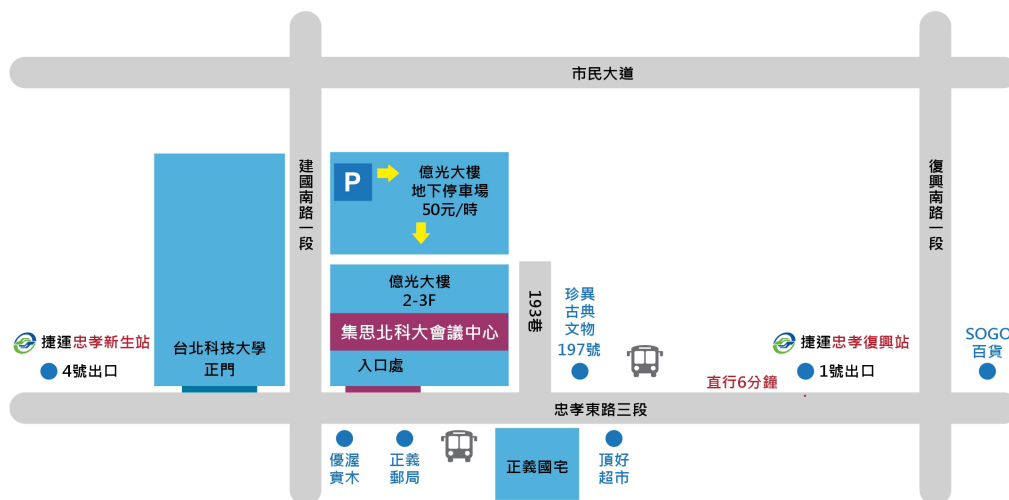 市民大道
建國南路一段
復興南路一段
P
億光大樓
地下停車場
50元/時
億光大樓
2-3F
集思北科大會議中心
入口處
193巷
珍異
古典
文物
197號
捷運忠孝新生站
4號出口
台北科技大學
正門
捷運忠孝復興站
1號出口
直行6分鐘
SOGO
百貨
忠孝東路三段
優渥
實木
正義
郵局
正義國宅
頂好
超市